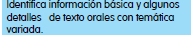 Identifica información básica y algunos
detalles de texto orales con temática
variada.